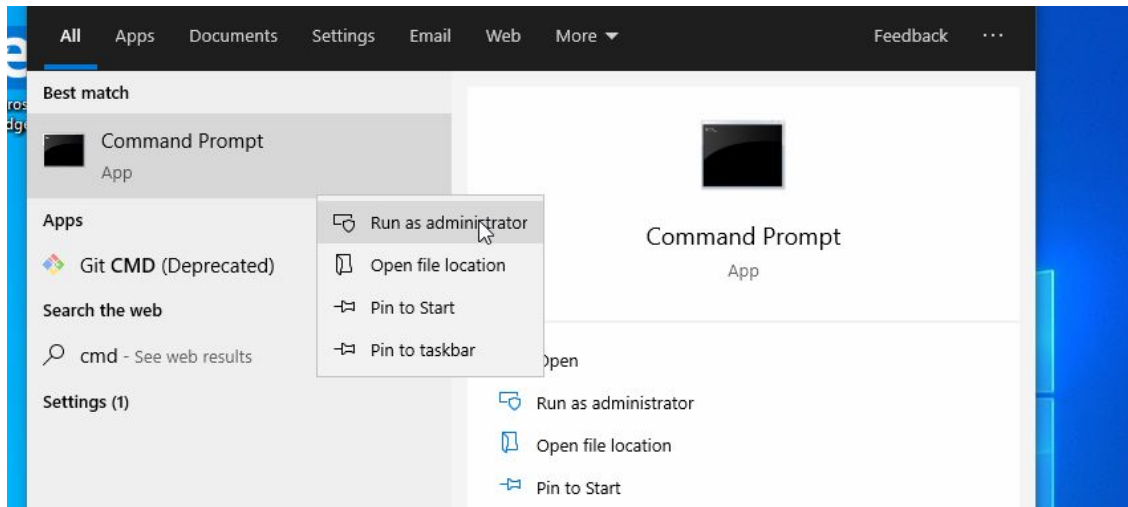 All Apps Documents Settings Email Web More Feedback ...
Best match
Command Prompt
App
Apps
Git CMD (Deprecated)
Search the web
cmd - See web results
Settings (1)
Run as administrator
Open file location
Pin to Start
Pin to taskbar
Command Prompt
App
Open
Run as administrator
Open file location
Pin to Start